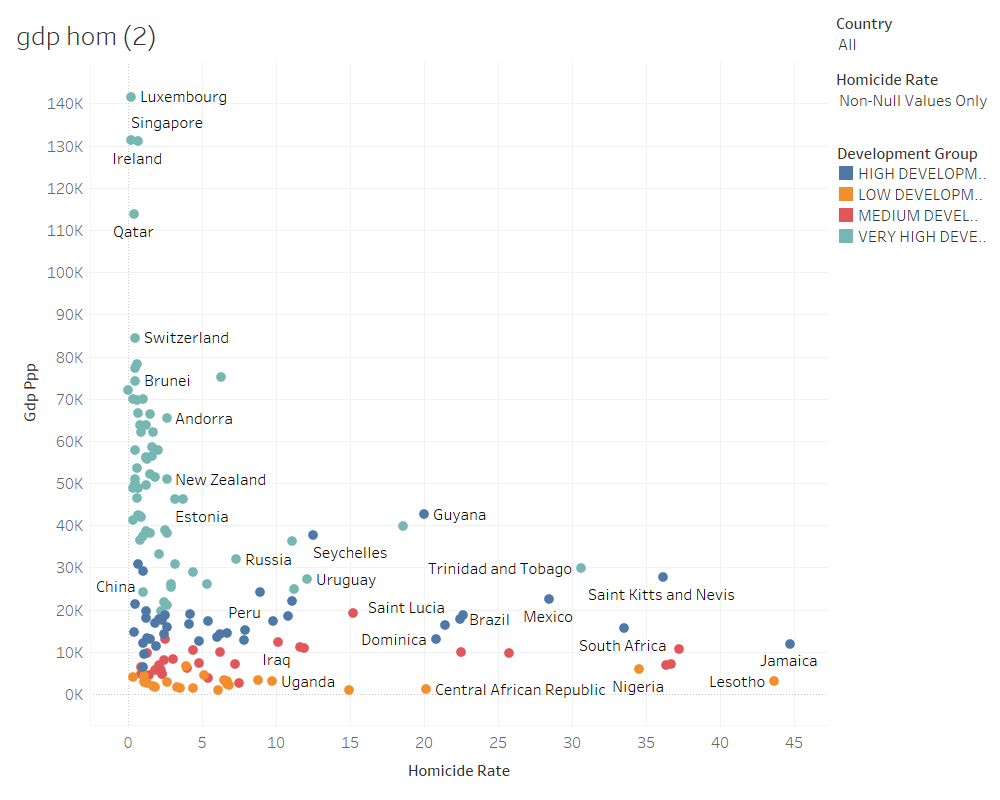 gdp hom (2)
Country
All
Homicide Rate
Non-Null Values Only
Development Group
HIGH DEVELOPM..
LOW DEVELOPM..
MEDIUM DEVEL..
VERY HIGH DEVE..
Gdp Ppp
140K
130K
120K
110K
100K
90K
80K
70K
60K
50K
40K
30K
20K
10K
0K
Luxembourg
Singapore
Ireland
Qatar
Switzerland
Brunei
Andorra
New Zealand
Estonia
Guyana
Seychelles
Russia
Trinidad and Tobago
China
Uruguay
Saint Kitts and Nevis
Peru
Saint Lucia
Brazil
Mexico
Dominica
South Africa
Iraq
Jamaica
Uganda
Central African Republic
Nigeria
Lesotho
0
5
10
15
20
25
30
35
40
45
Homicide Rate